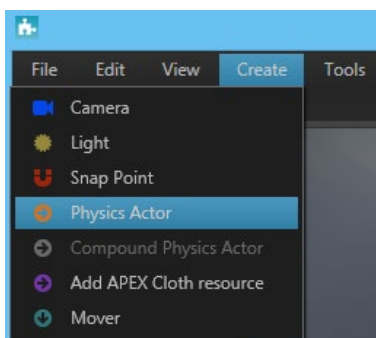 File Edit View Create Tools
Camera
Light
Snap Point
Physics Actor
Compound Physics Actor
Add APEX Cloth resource
Mover